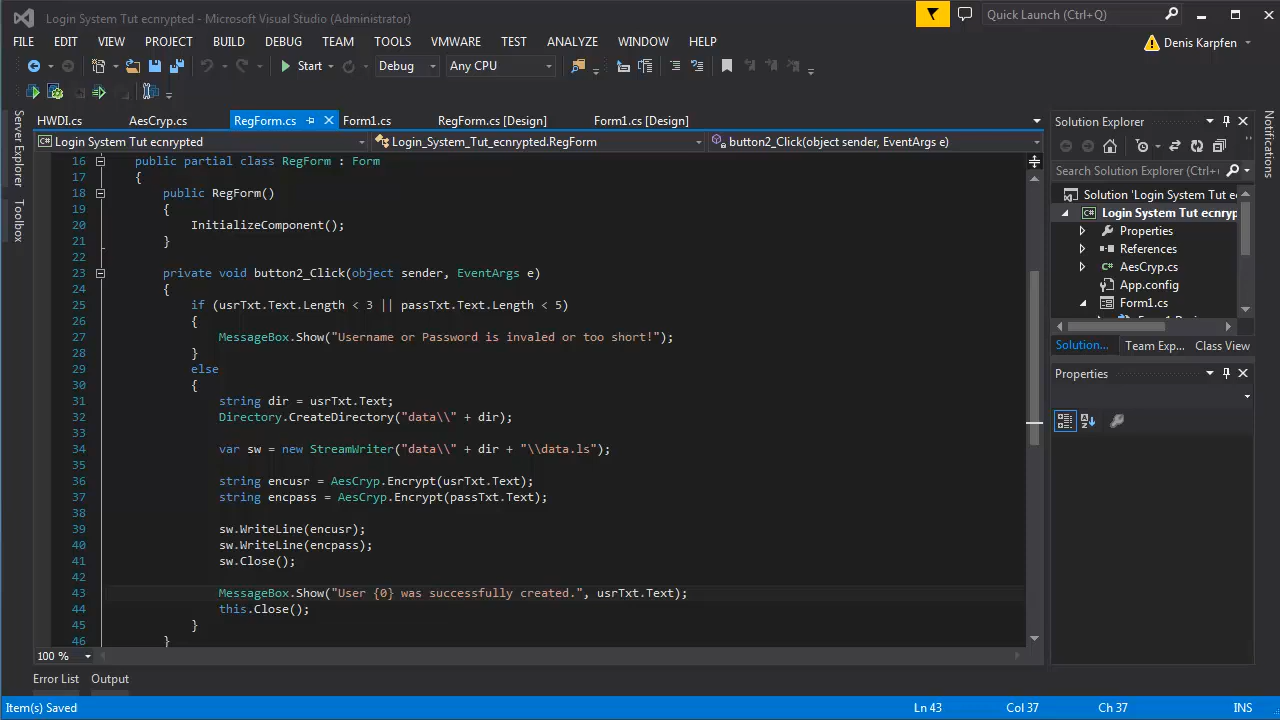 Login System Tut ecnrypted - Microsoft Visual Studio (Administrator)
Quick Launch (Ctrl+Q)
FILE EDIT VIEW PROJECT BUILD DEBUG TEAM TOOLS VMWARE TEST ANALYZE WINDOW HELP
Denis Karpfen
Start Debug Any CPU
Server Explorer
Toolbox
HWDI.cs AesCryp.cs RegForm.cs Form1.cs RegForm.cs [Design] Form1.cs [Design]
Login System Tut ecnrypted Login_System_Tut_ecnrypted.RegForm button2_Click(object sender, EventArgs e)
16 public partial class RegForm : Form
17 {
18 public RegForm()
19 {
20 InitializeComponent();
21 }
22
23 private void button2_Click(object sender, EventArgs e)
24 {
25 if (usrTxt.Text.Length < 3 || passTxt.Text.Length < 5)
26 {
27 MessageBox.Show("Username or Password is invaled or too short!");
28 }
29 else
30 {
31 string dir = usrTxt.Text;
32 Directory.CreateDirectory("data\\" + dir);
33
34 var sw = new StreamWriter("data\\" + dir + "\\data.ls");
35
36 string encusr = AesCryp.Encrypt(usrTxt.Text);
37 string encpass = AesCryp.Encrypt(passTxt.Text);
38
39 sw.WriteLine(encusr);
40 sw.WriteLine(encpass);
41 sw.Close();
42
43 MessageBox.Show("User {0} was successfully created.", usrTxt.Text);
44 this.Close();
45 }
46 }
100 %
Solution Explorer
Search Solution Explorer (Ctrl+
Solution 'Login System Tut e
Login System Tut ecnryp
Properties
References
AesCryp.cs
App.config
Form1.cs
Solution... Team Exp... Class View
Properties
Notifications
Error List Output
Item(s) Saved Ln 43 Col 37 Ch 37 INS